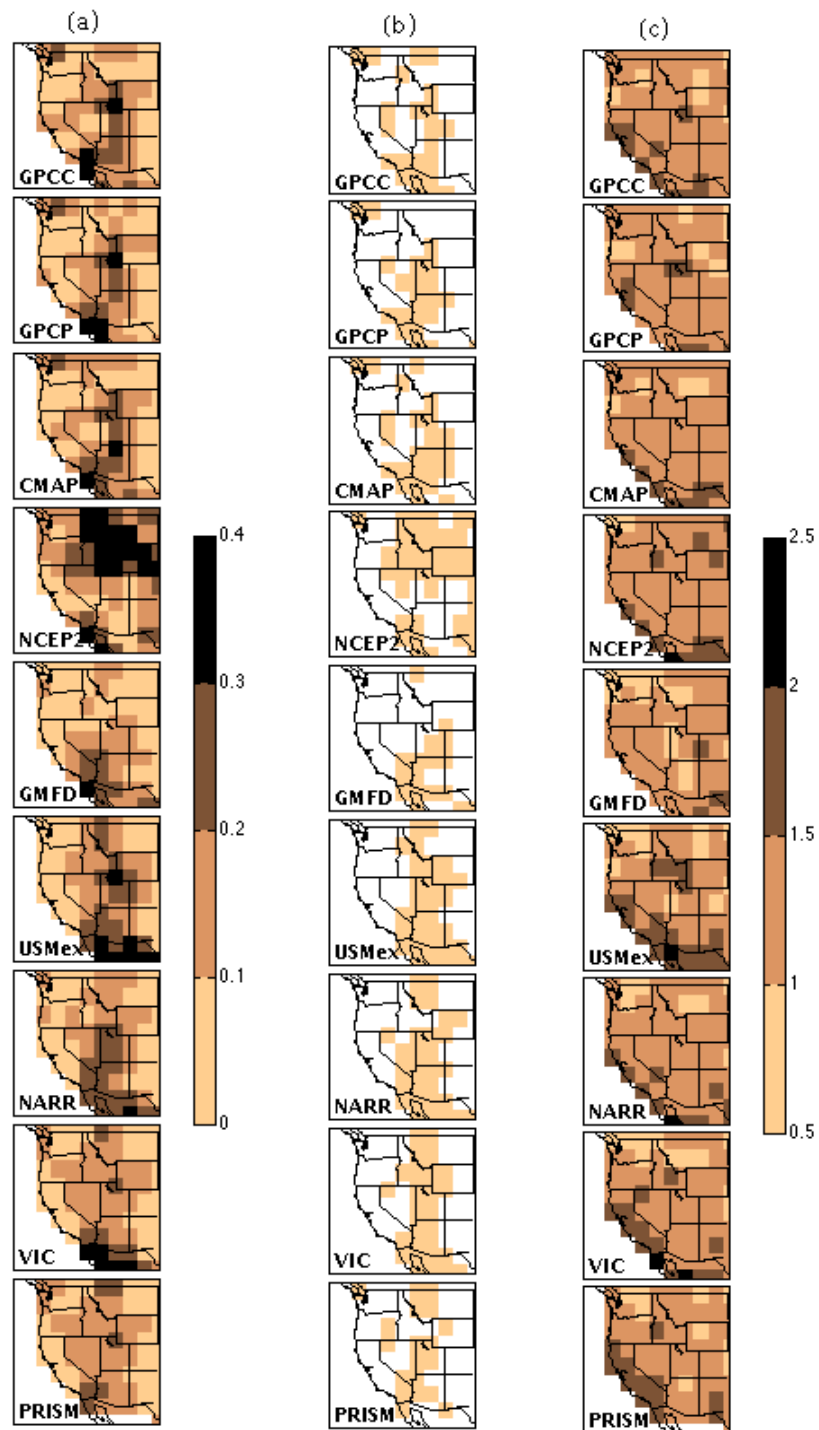 (a) (b) (c)
GPCC GPCC GPCC
GPCP GPCP GPCP
CMAP CMAP CMAP
0.4 2.5
NCEP2 NCEP2 NCEP2
0.3 2
GMFD GMFD GMFD
0.2 1.5
USMex USMex USMex
0.1 1
NARR NARR NARR
0 0.5
VIC VIC VIC
PRISM PRISM PRISM